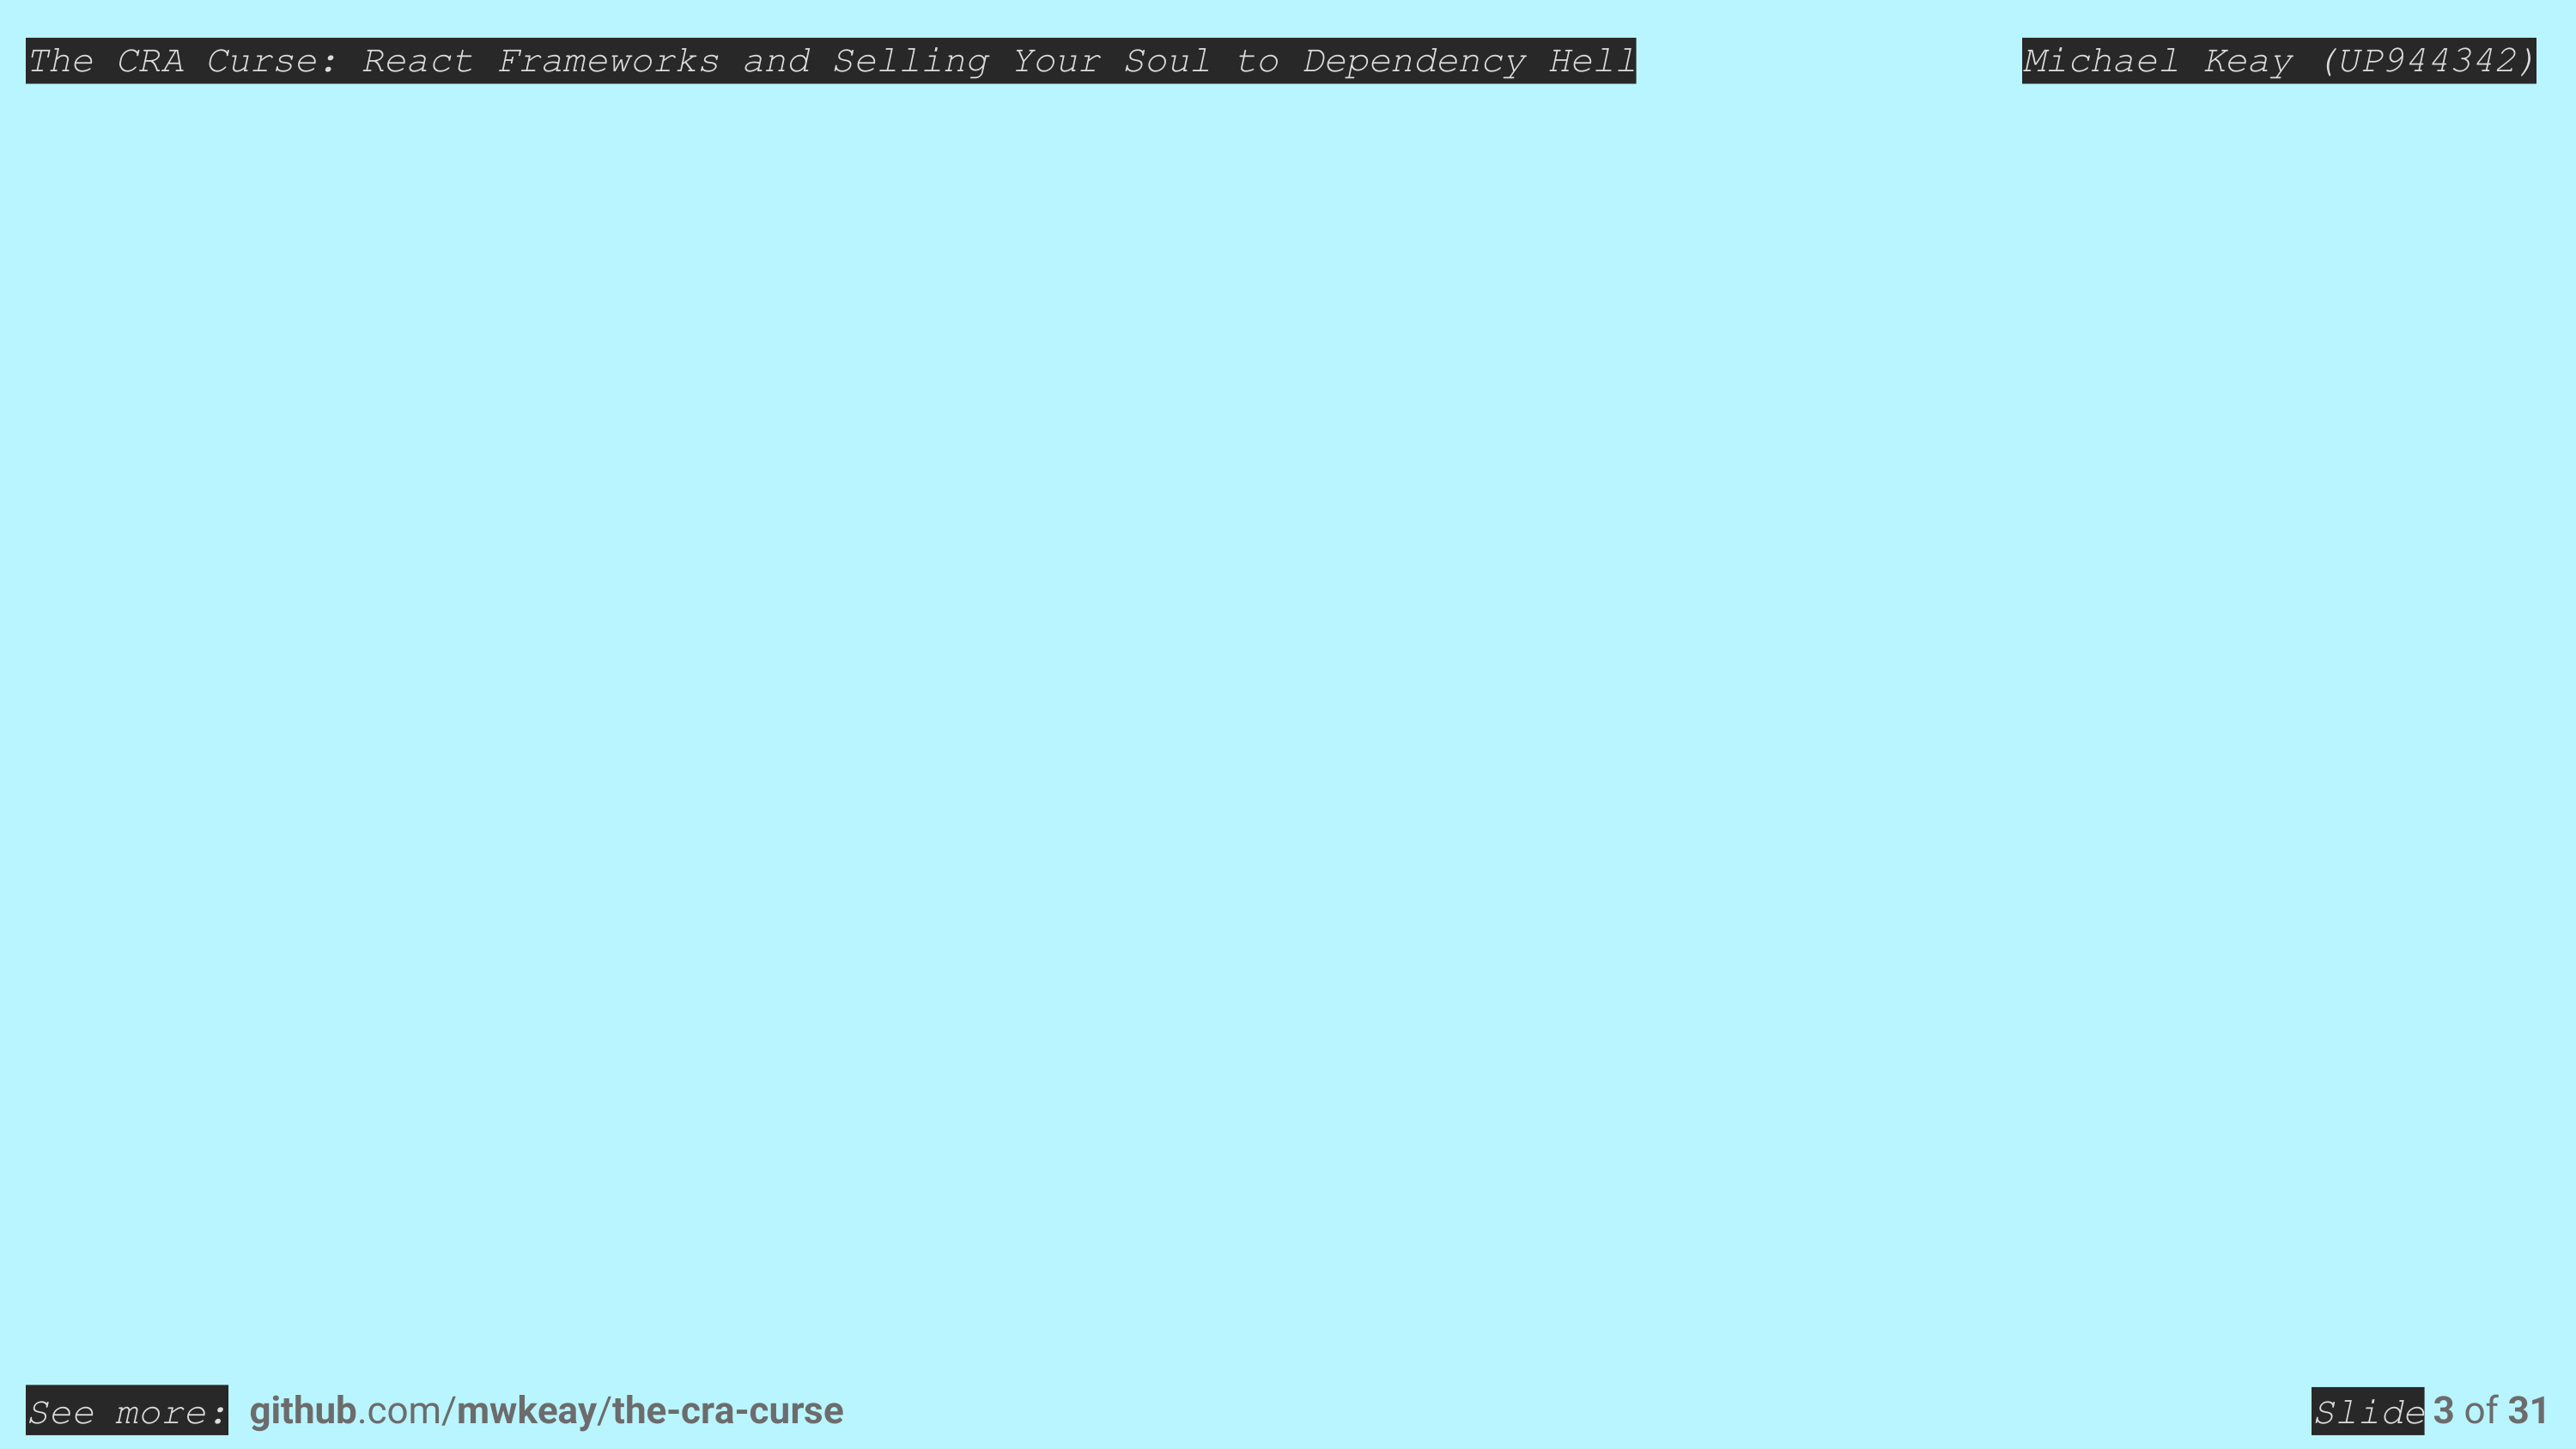 The CRA Curse: React Frameworks and Selling Your Soul to Dependency Hell
Michael Keay (UP944342)
See more: github.com/mwkeay/the-cra-curse
Slide 3 of 31